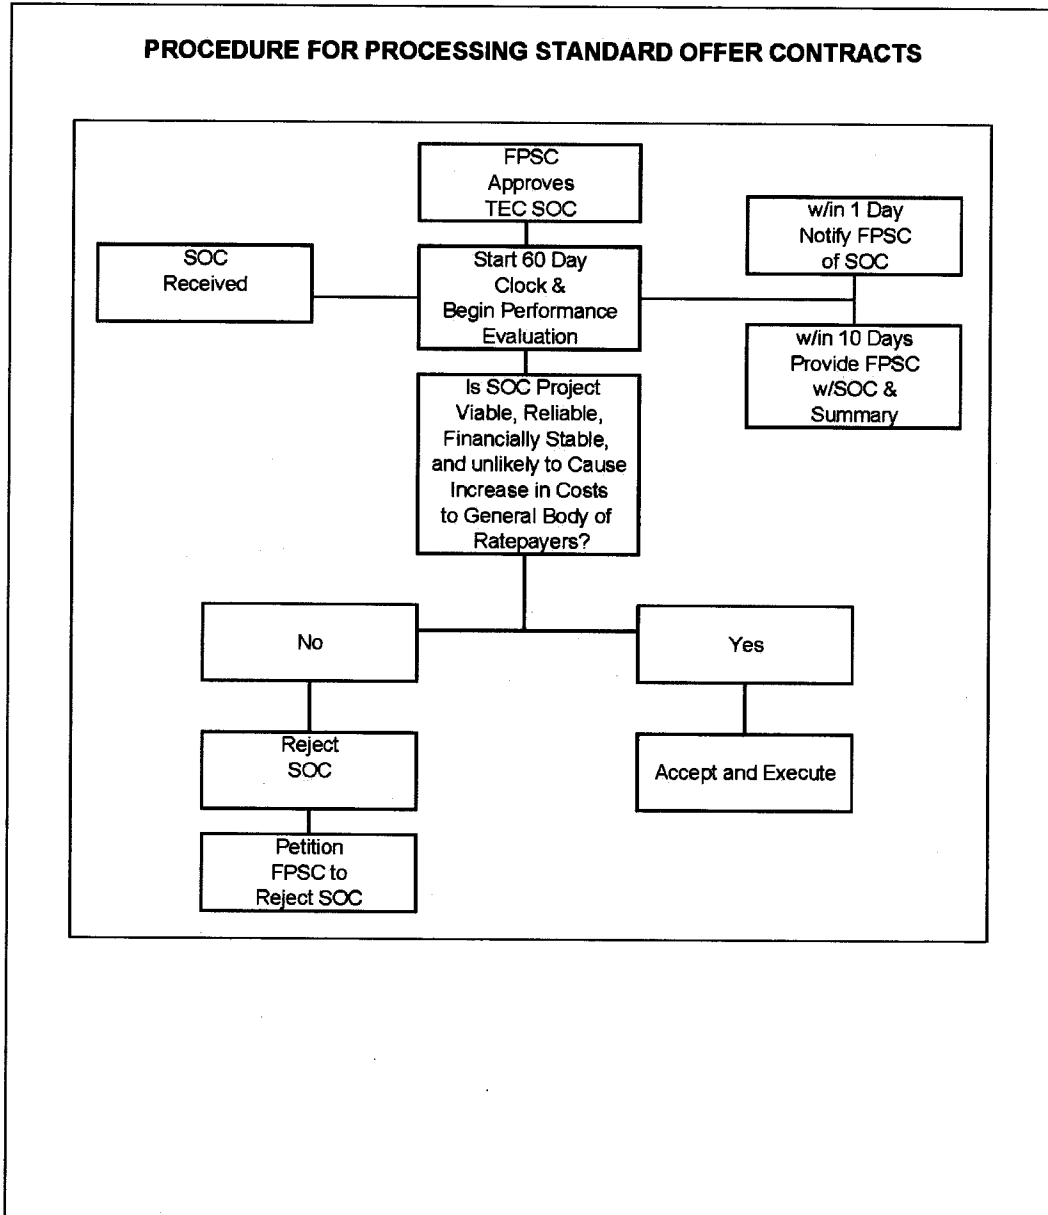 PROCEDURE FOR PROCESSING STANDARD OFFER CONTRACTS
FPSC
Approves
TEC SOC
w/in 1 Day
Notify FPSC
of SOC
SOC
Received
Start 60 Day
Clock &
Begin Performance
Evaluation
w/in 10 Days
Provide FPSC
w/SOC &
Summary
Is SOC Project
Viable, Reliable,
Financially Stable,
and unlikely to Cause
Increase in Costs
to General Body of
Ratepayers?
No
Yes
Reject
SOC
Accept and Execute
Petition
FPSC to
Reject SOC